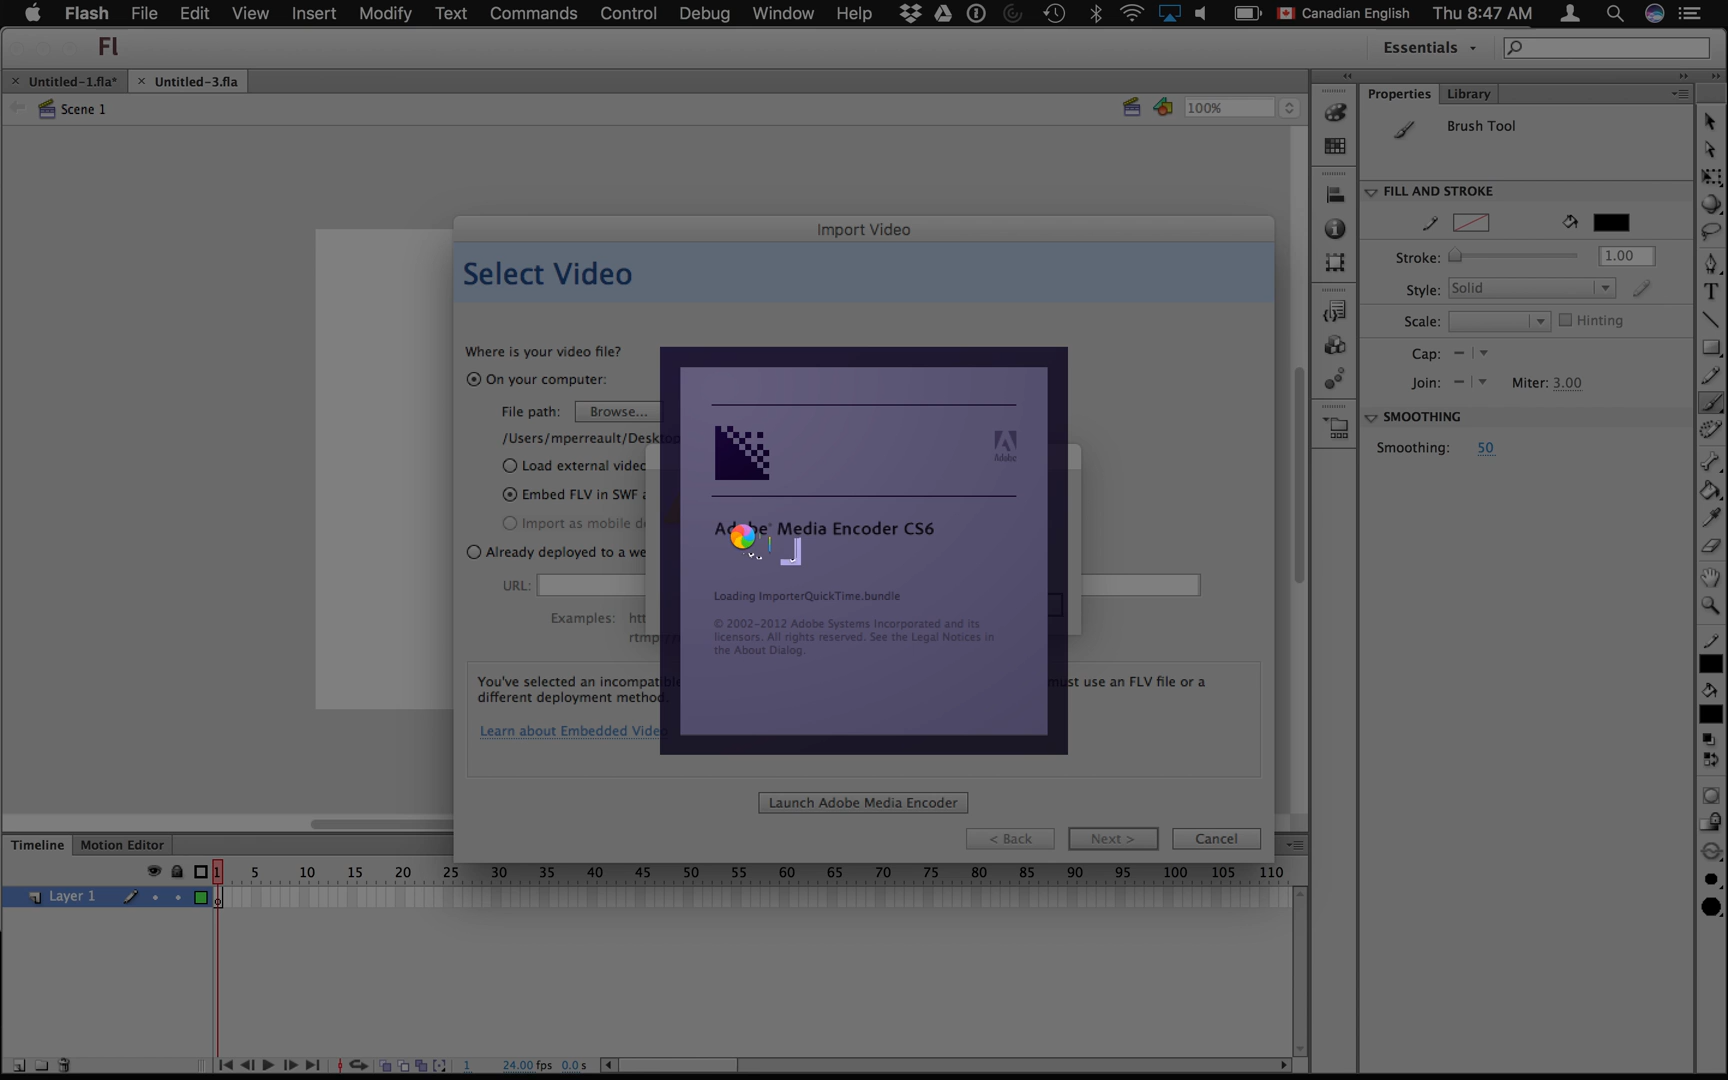 Flash File Edit View Insert Modify Text Commands Control Debug Window Help Canadian English Thu 8:47 AM
Fl Essentials
Untitled-1.fla* Untitled-3.fla
Scene 1 100%
Import Video
Select Video
Where is your video file?
On your computer:
File path: Browse...
/Users/mperreault/Desktop
Load external video
Embed FLV in SWF
Import as mobile
Already deployed to a
URL:
Examples:
You've selected an incompatible must use an FLV file or a
different deployment method.
Learn about Embedded Video
Launch Adobe Media Encoder
< Back Next > Cancel
Adobe
Adobe Media Encoder CS6
Loading ImporterQuickTime.bundle
© 2002-2012 Adobe Systems Incorporated and its
licensors. All rights reserved. See the Legal Notices in
the About Dialog.
Properties Library
Brush Tool
FILL AND STROKE
Stroke: 1.00
Style: Solid
Scale: Hinting
Cap:
Join: Miter: 3.00
SMOOTHING
Smoothing: 50
Timeline Motion Editor
1 5 10 15 20 25 30 35 40 45 50 55 60 65 70 75 80 85 90 95 100 105 110
Layer 1
1 24.00 fps 0.0 s